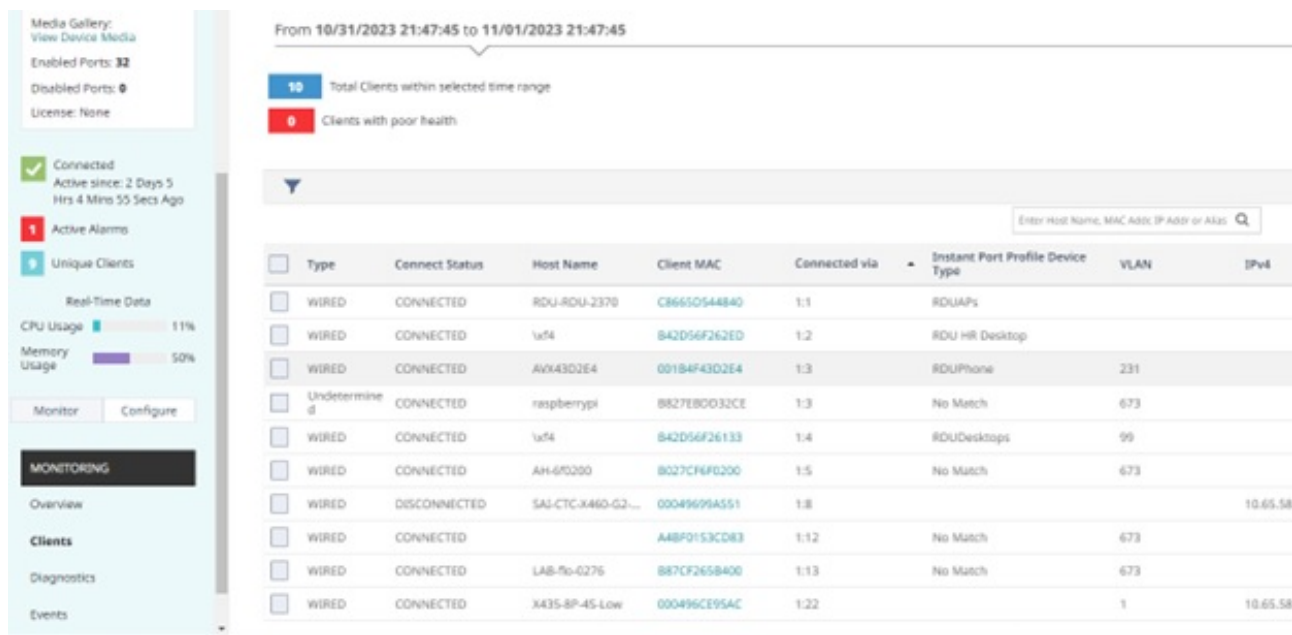 Media Gallery:
View Device Media
Enabled Ports: 32
Disabled Ports: 0
License: None
Connected
Active since: 2 Days 5
Hrs 4 Mins 55 Secs Ago
1 Active Alarms
9 Unique Clients
Real-Time Data
CPU Usage 11%
Memory
Usage 50%
Monitor Configure
MONITORING
Overview
Clients
Diagnostics
Events
From 10/31/2023 21:47:45 to 11/01/2023 21:47:45
10 Total Clients within selected time range
0 Clients with poor health
Enter Host Name, MAC Addr, IP Addr or Alias
Type Connect Status Host Name Client MAC Connected via Instant Port Profile Device Type VLAN IPv4
WIRED CONNECTED RDU-RDU-2370 C8665D544840 1:1 RDUAPs
WIRED CONNECTED \xf4 B42D56F262ED 1:2 RDU HR Desktop
WIRED CONNECTED AVX43D2E4 001B4F43D2E4 1:3 RDUPhone 231
Undetermine
d CONNECTED raspberrypi B827EBDD32CE 1:3 No Match 673
WIRED CONNECTED \xf4 B42D56F26133 1:4 RDUDesktops 99
WIRED CONNECTED AH-6f0200 B027CF6F0200 1:5 No Match 673
WIRED DISCONNECTED SAJ-CTC-X460-G2-... 00049699A551 1:8 10.65.58
WIRED CONNECTED A4BF0153CD83 1:12 No Match 673
WIRED CONNECTED LAB-flo-0276 B87CF265B400 1:13 No Match 673
WIRED CONNECTED X435-8P-4S-Low 000496CE95AC 1:22 1 10.65.58